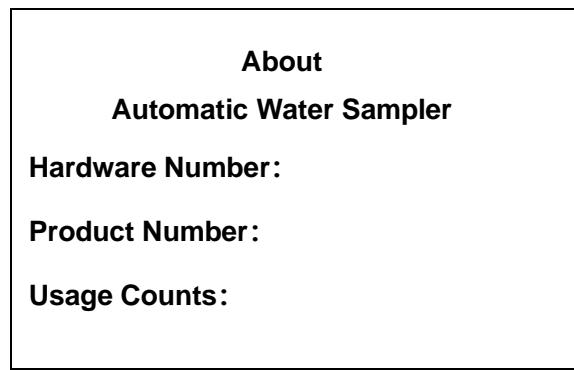 About
Automatic Water Sampler
Hardware Number:
Product Number:
Usage Counts: